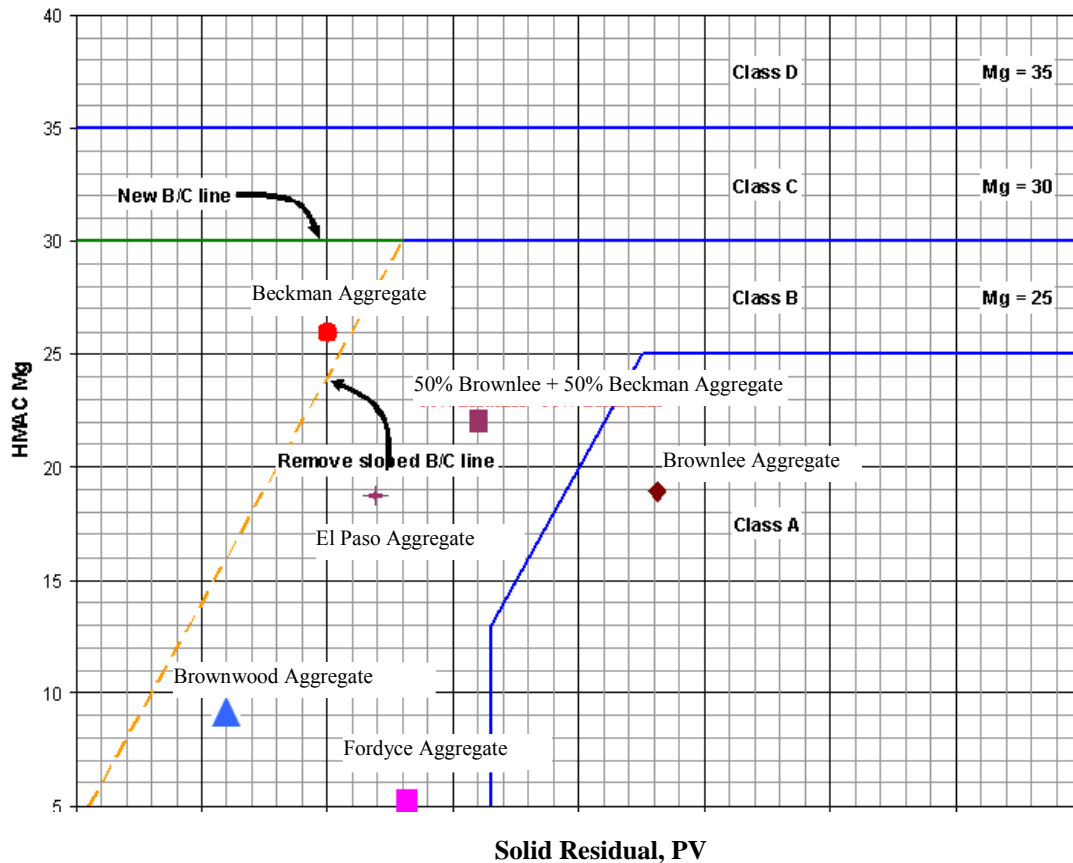 40
Class D Mg = 35
35
New B/C line
Class C Mg = 30
30
Beckman Aggregate
Class B Mg = 25
25
50% Brownlee + 50% Beckman Aggregate
HMAC Mg
20
Remove sloped B/C line
Brownlee Aggregate
El Paso Aggregate
Class A
15
Brownwood Aggregate
10
Fordyce Aggregate
5
Solid Residual, PV